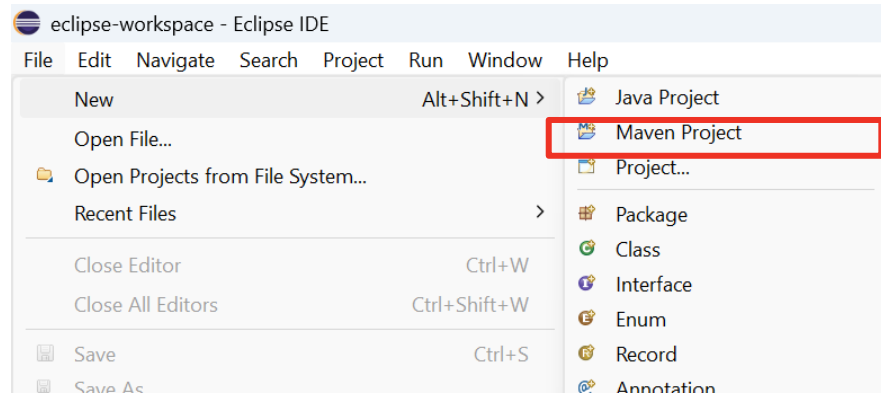 eclipse-workspace - Eclipse IDE
File Edit Navigate Search Project Run Window Help
New Alt+Shift+N >
Open File...
Open Projects from File System...
Recent Files >
Close Editor Ctrl+W
Close All Editors Ctrl+Shift+W
Save Ctrl+S
Save As
Java Project
Maven Project
Project...
Package
Class
Interface
Enum
Record
Annotation